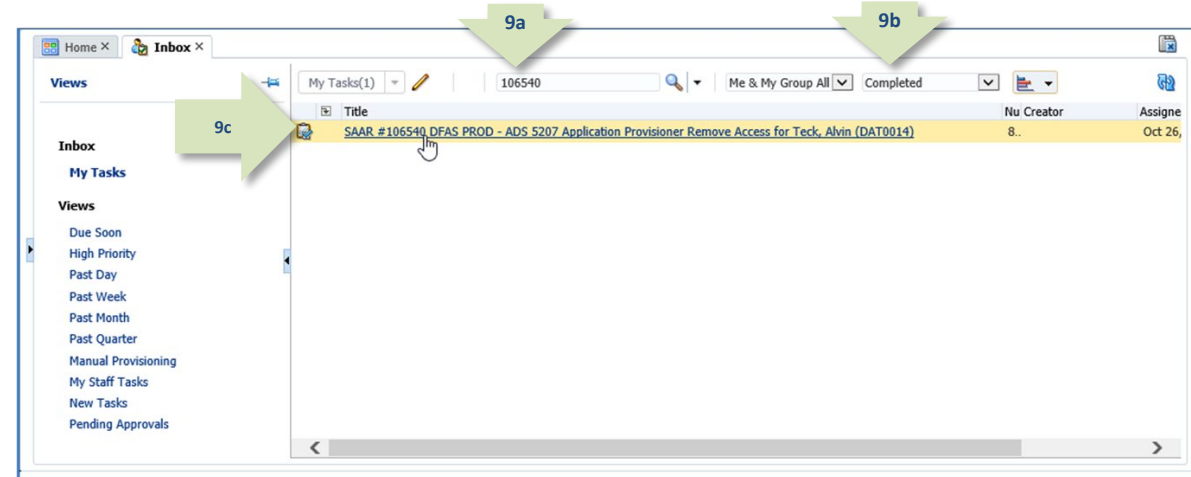 9a
9b
Home ×
Inbox ×
Views
My Tasks(1)
106540
Me & My Group All
Completed
Title
Nu Creator
Assigne
9c
SAAR #106540 DFAS PROD - ADS 5207 Application Provisioner Remove Access for Teck, Alvin (DAT0014)
8..
Oct 26,
Inbox
My Tasks
Views
Due Soon
High Priority
Past Day
Past Week
Past Month
Past Quarter
Manual Provisioning
My Staff Tasks
New Tasks
Pending Approvals